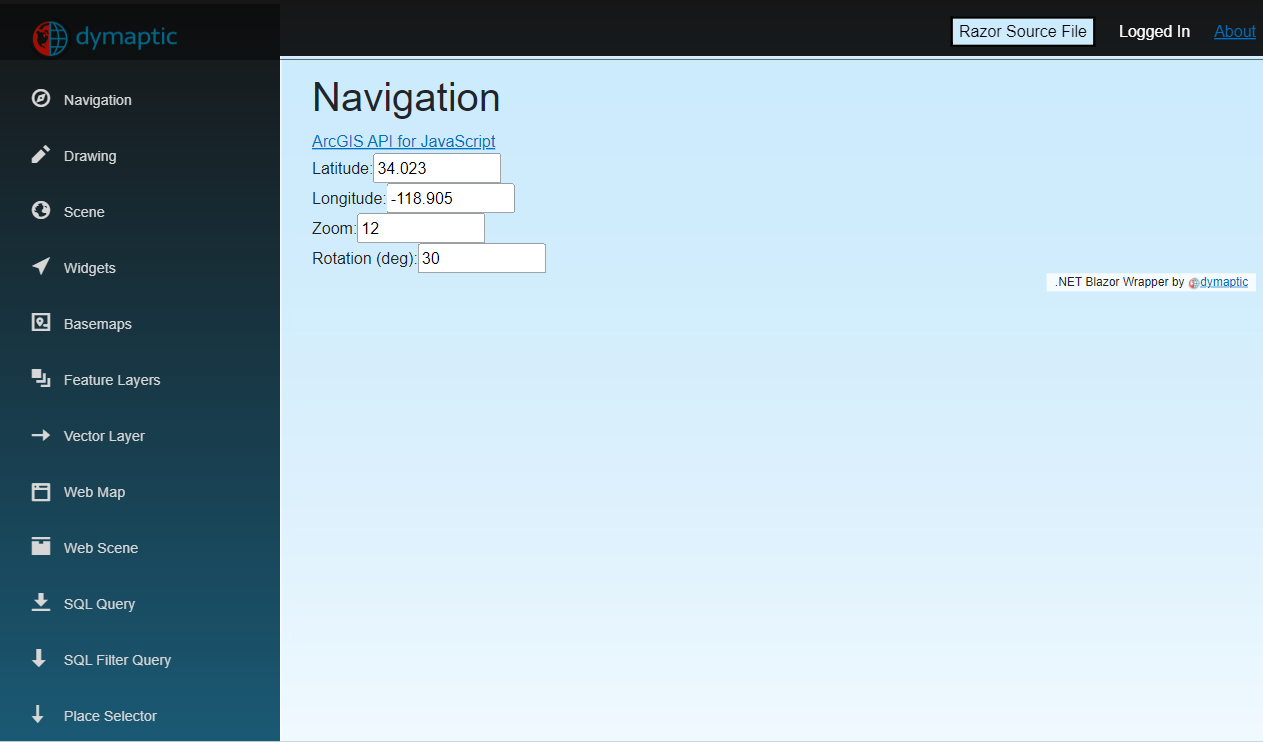 dymaptic
Razor Source File
Logged In
About
Navigation
Drawing
Scene
Widgets
Basemaps
Feature Layers
Vector Layer
Web Map
Web Scene
SQL Query
SQL Filter Query
Place Selector
Navigation
ArcGIS API for JavaScript
Latitude: 34.023
Longitude: -118.905
Zoom: 12
Rotation (deg): 30
.NET Blazor Wrapper by dymaptic